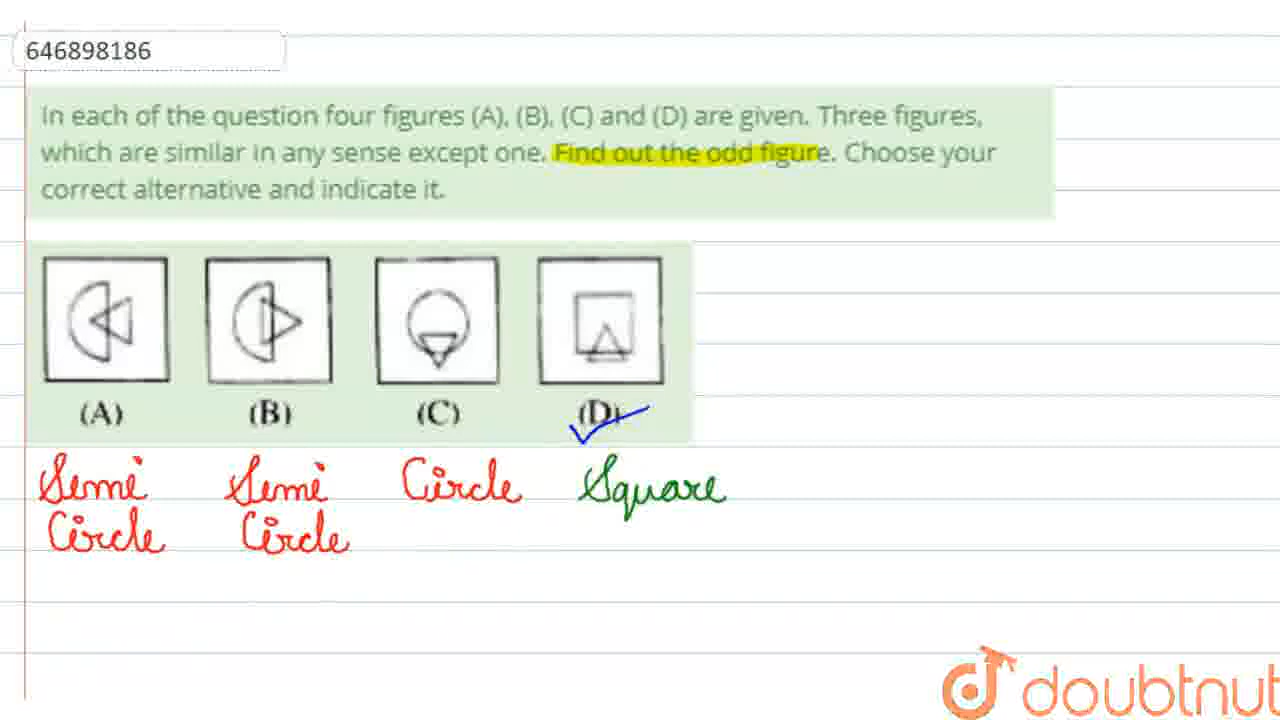 646898186
In each of the question four figures (A), (B), (C) and (D) are given. Three figures,
which are similar in any sense except one. Find out the odd figure. Choose your
correct alternative and indicate it.
(A) (B) (C) (D)
Semi Semi Circle Square
Circle Circle
doubtnut